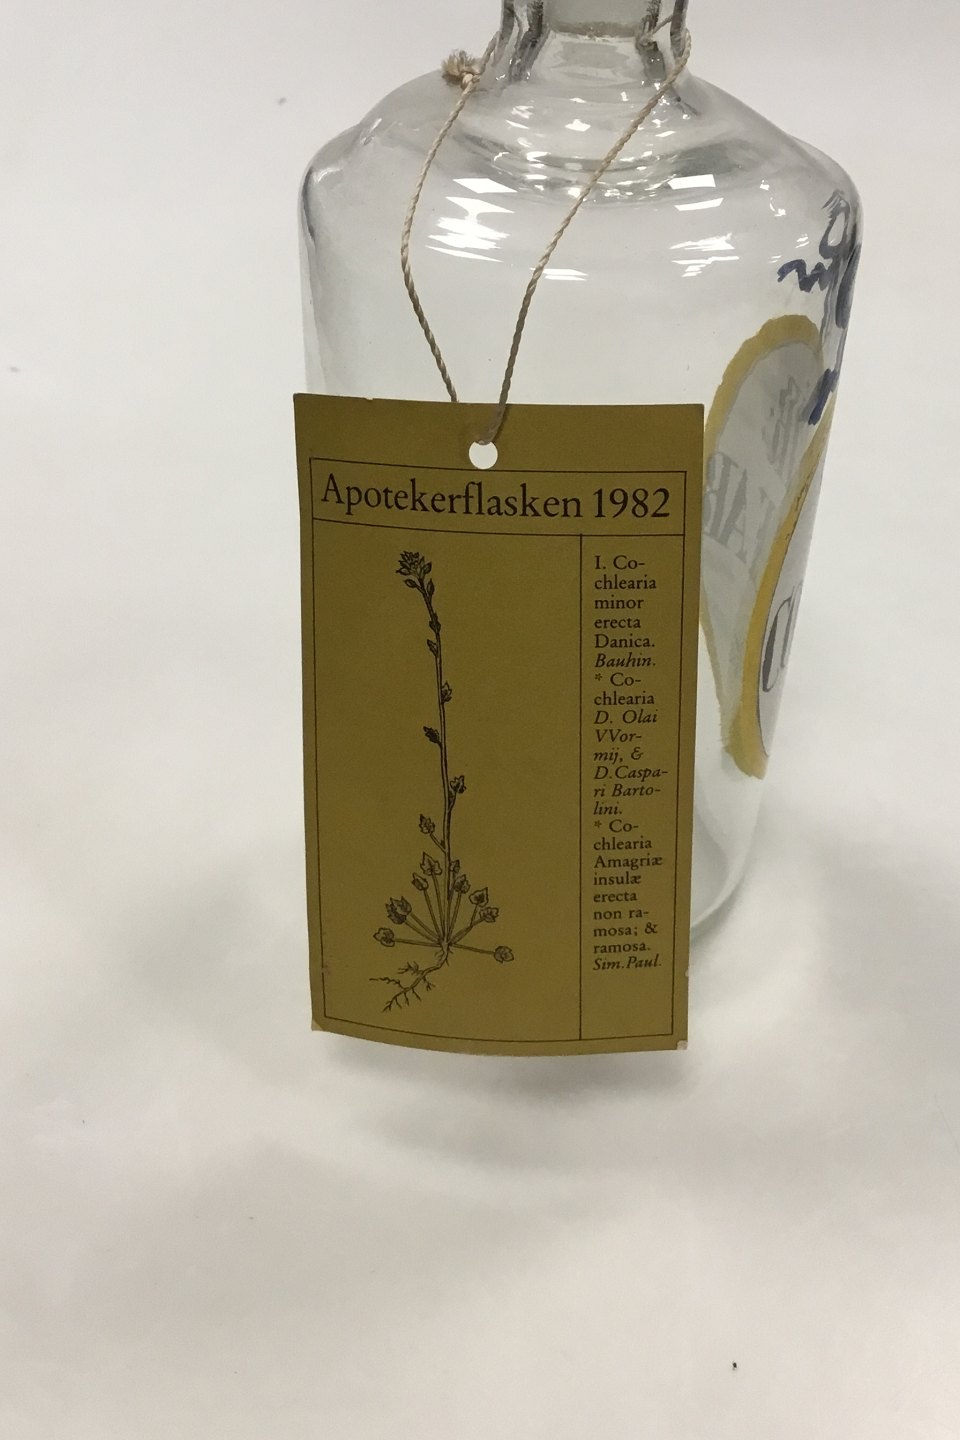 Apotekerflasken 1982
I. Co-
chlearia
minor
erecta
Danica.
Bauhin.
* Co-
chlearia
D. Olai
VVor-
mij, &
D.Caspa-
ri Barto-
lini.
* Co-
chlearia
Amagriæ
insulæ
erecta
non ra-
mosa; &
ramosa.
Sim.Paul.